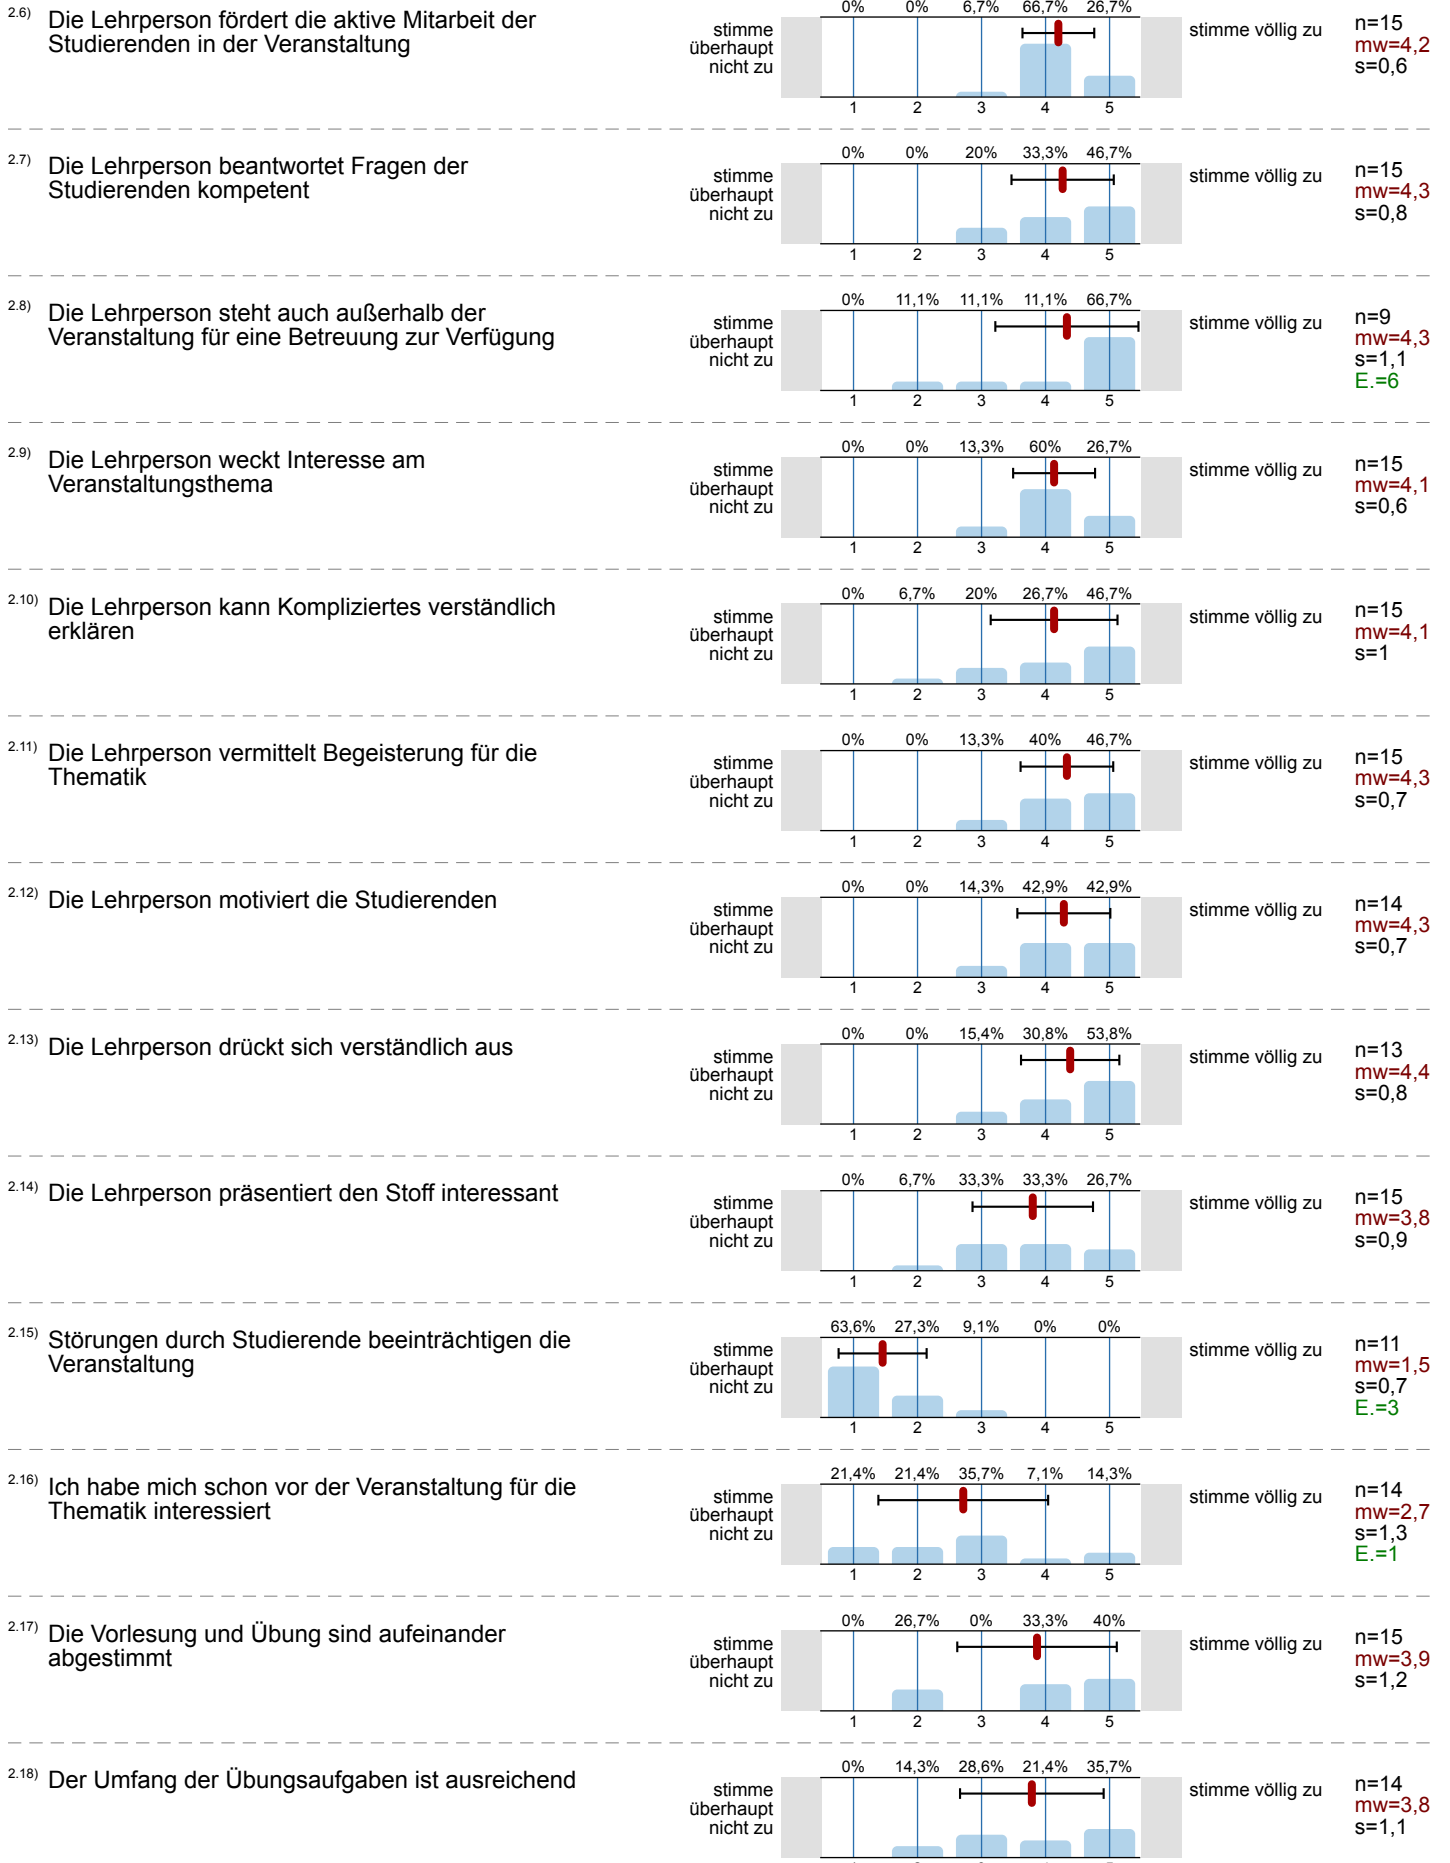 0% 0% 6,7% 66,7% 26,7%
2.6) Die Lehrperson fördert die aktive Mitarbeit der
Studierenden in der Veranstaltung
stimme
überhaupt
nicht zu
stimme völlig zu
n=15
mw=4,2
s=0,6
1 2 3 4 5
2.7) Die Lehrperson beantwortet Fragen der
Studierenden kompetent
0% 0% 20% 33,3% 46,7%
stimme
überhaupt
nicht zu
stimme völlig zu
n=15
mw=4,3
s=0,8
1 2 3 4 5
2.8) Die Lehrperson steht auch außerhalb der
Veranstaltung für eine Betreuung zur Verfügung
0% 11,1% 11,1% 11,1% 66,7%
stimme
überhaupt
nicht zu
stimme völlig zu
n=9
mw=4,3
s=1,1
E.=6
1 2 3 4 5
2.9) Die Lehrperson weckt Interesse am
Veranstaltungsthema
0% 0% 13,3% 60% 26,7%
stimme
überhaupt
nicht zu
stimme völlig zu
n=15
mw=4,1
s=0,6
1 2 3 4 5
2.10) Die Lehrperson kann Kompliziertes verständlich
erklären
0% 6,7% 20% 26,7% 46,7%
stimme
überhaupt
nicht zu
stimme völlig zu
n=15
mw=4,1
s=1
1 2 3 4 5
2.11) Die Lehrperson vermittelt Begeisterung für die
Thematik
0% 0% 13,3% 40% 46,7%
stimme
überhaupt
nicht zu
stimme völlig zu
n=15
mw=4,3
s=0,7
1 2 3 4 5
2.12) Die Lehrperson motiviert die Studierenden
0% 0% 14,3% 42,9% 42,9%
stimme
überhaupt
nicht zu
stimme völlig zu
n=14
mw=4,3
s=0,7
1 2 3 4 5
2.13) Die Lehrperson drückt sich verständlich aus
0% 0% 15,4% 30,8% 53,8%
stimme
überhaupt
nicht zu
stimme völlig zu
n=13
mw=4,4
s=0,8
1 2 3 4 5
2.14) Die Lehrperson präsentiert den Stoff interessant
0% 6,7% 33,3% 33,3% 26,7%
stimme
überhaupt
nicht zu
stimme völlig zu
n=15
mw=3,8
s=0,9
1 2 3 4 5
2.15) Störungen durch Studierende beeinträchtigen die
Veranstaltung
63,6% 27,3% 9,1% 0% 0%
stimme
überhaupt
nicht zu
stimme völlig zu
n=11
mw=1,5
s=0,7
E.=3
1 2 3 4 5
2.16) Ich habe mich schon vor der Veranstaltung für die
Thematik interessiert
21,4% 21,4% 35,7% 7,1% 14,3%
stimme
überhaupt
nicht zu
stimme völlig zu
n=14
mw=2,7
s=1,3
E.=1
1 2 3 4 5
2.17) Die Vorlesung und Übung sind aufeinander
abgestimmt
0% 26,7% 0% 33,3% 40%
stimme
überhaupt
nicht zu
stimme völlig zu
n=15
mw=3,9
s=1,2
1 2 3 4 5
2.18) Der Umfang der Übungsaufgaben ist ausreichend
0% 14,3% 28,6% 21,4% 35,7%
stimme
überhaupt
nicht zu
stimme völlig zu
n=14
mw=3,8
s=1,1